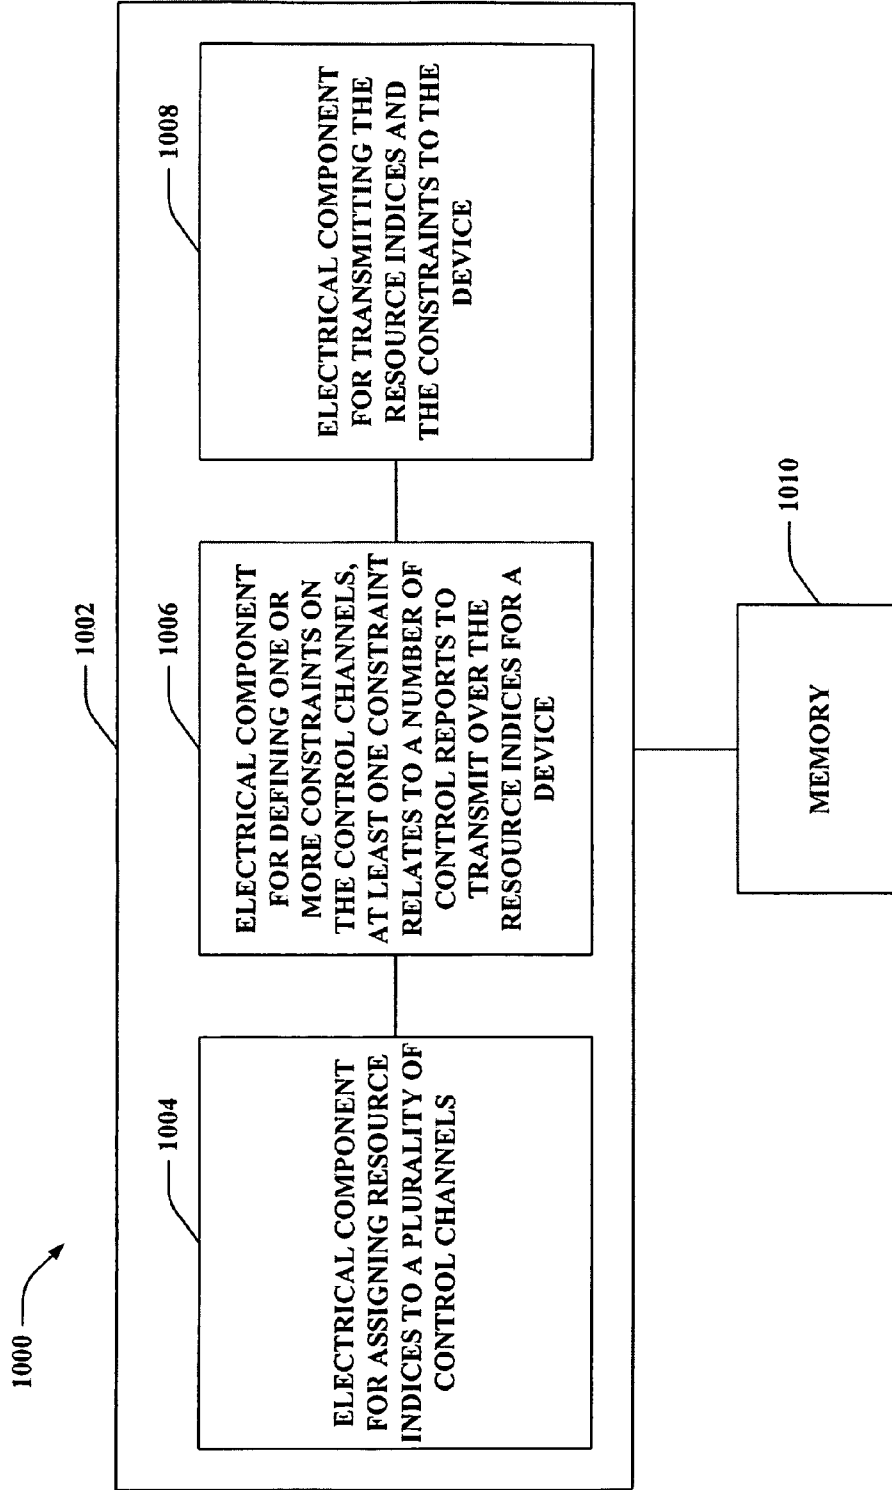 1000
1002
1004
ELECTRICAL COMPONENT
FOR ASSIGNING RESOURCE
INDICES TO A PLURALITY OF
CONTROL CHANNELS
1006
ELECTRICAL COMPONENT
FOR DEFINING ONE OR
MORE CONSTRAINTS ON
THE CONTROL CHANNELS,
AT LEAST ONE CONSTRAINT
RELATES TO A NUMBER OF
CONTROL REPORTS TO
TRANSMIT OVER THE
RESOURCE INDICES FOR A
DEVICE
1008
ELECTRICAL COMPONENT
FOR TRANSMITTING THE
RESOURCE INDICES AND
THE CONSTRAINTS TO THE
DEVICE
1010
MEMORY